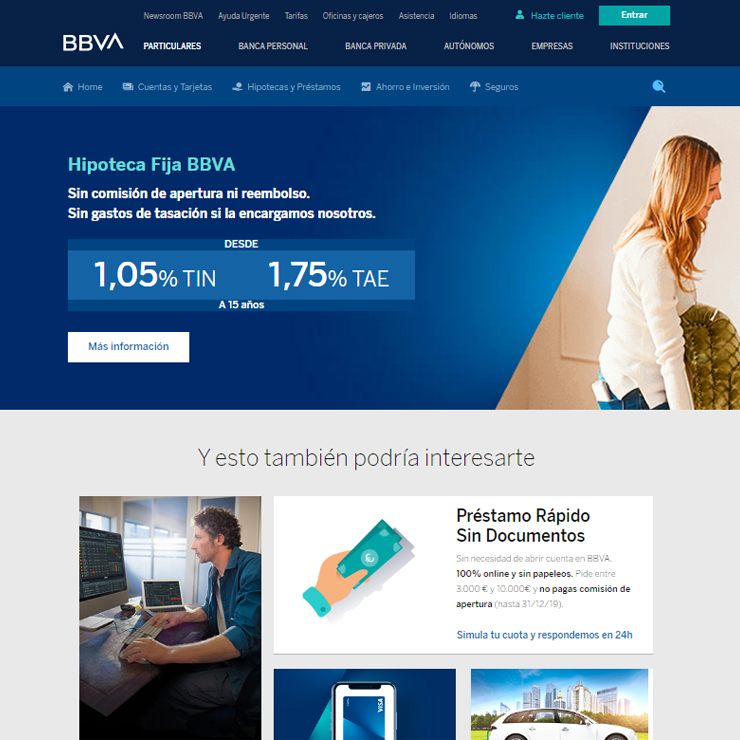 Newsroom BBVA Ayuda Urgente Tarifas Oficinas y cajeros Asistencia Idiomas Hazte cliente Entrar
BBVA PARTICULARES BANCA PERSONAL BANCA PRIVADA AUTÓNOMOS EMPRESAS INSTITUCIONES
Home Cuentas y Tarjetas Hipotecas y Préstamos Ahorro e Inversión Seguros
Hipoteca Fija BBVA
Sin comisión de apertura ni reembolso.
Sin gastos de tasación si la encargamos nosotros.
DESDE
1,05% TIN 1,75% TAE
A 15 años
Más información
Y esto también podría interesarte
Préstamo Rápido
Sin Documentos
Sin necesidad de abrir cuenta en BBVA.
100% online y sin papeleos. Pide entre
3.000 € y 10.000€ y no pagas comisión de
apertura (hasta 31/12/19).
Simula tu cuota y respondemos en 24h
VISA